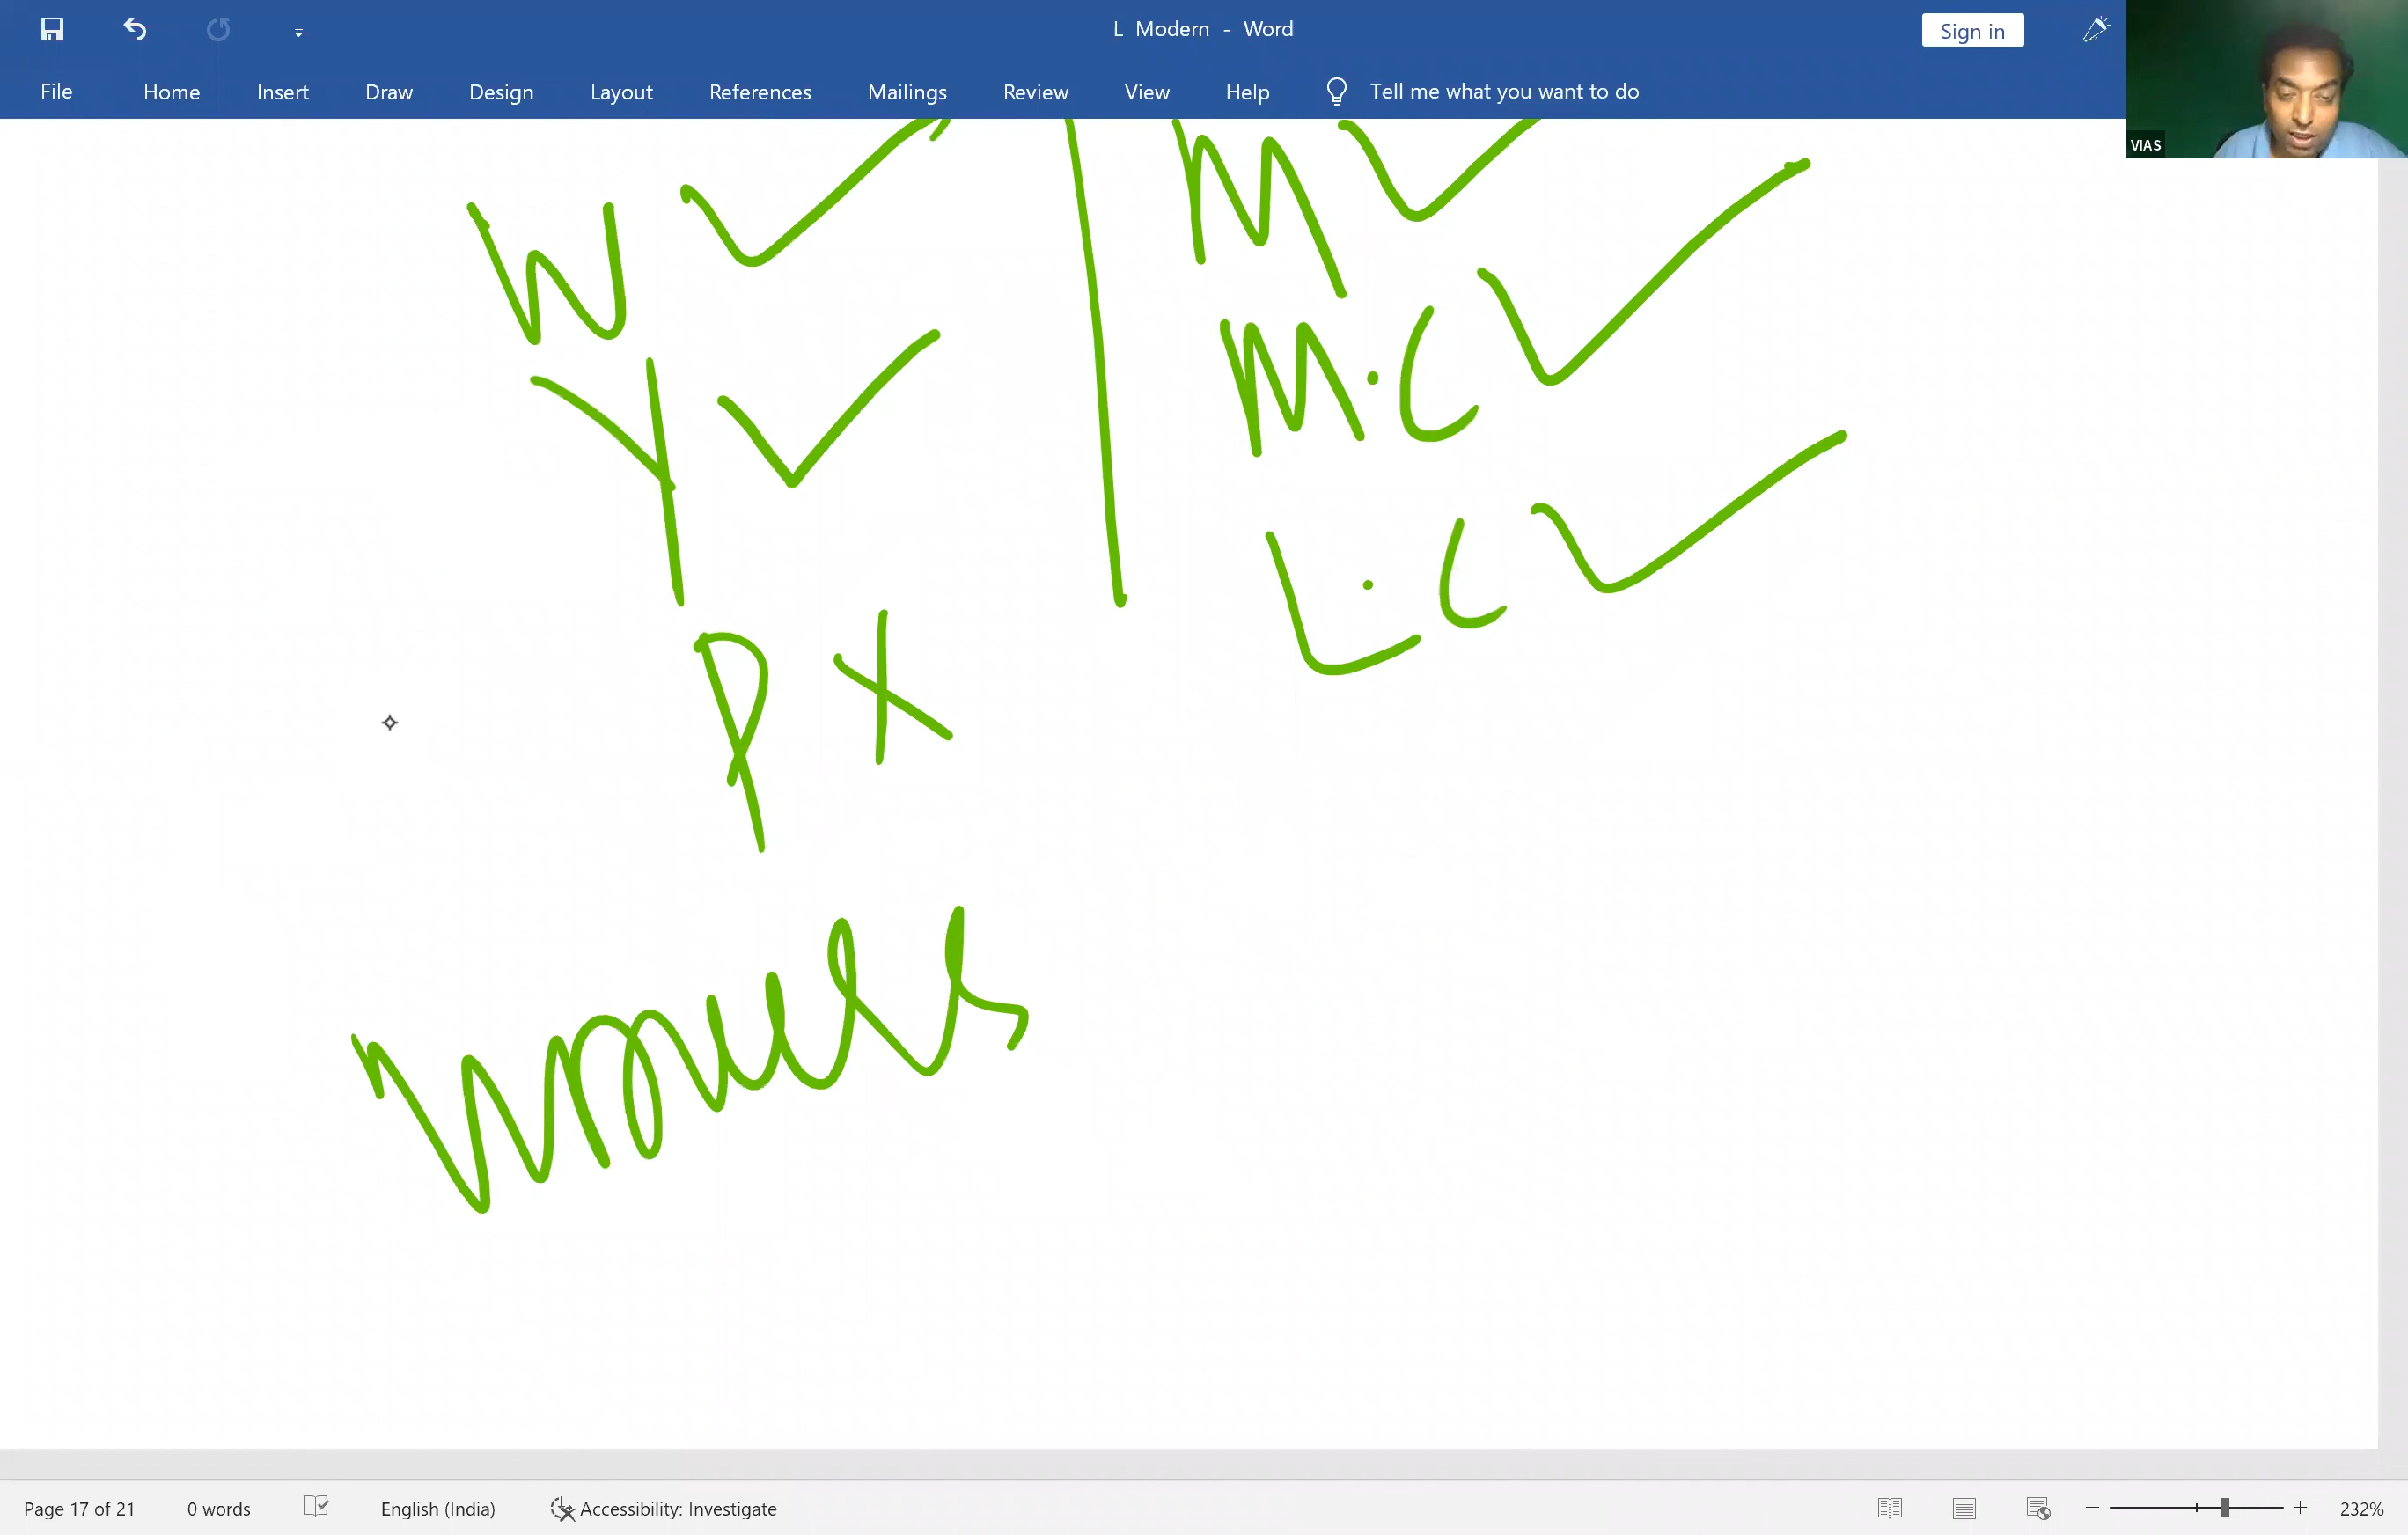 L Modern - Word
Sign in
File Home Insert Draw Design Layout References Mailings Review View Help Tell me what you want to do
VIAS
W
M
Y
M.C
L.C
P X
Page 17 of 21 0 words English (India) Accessibility: Investigate 232%